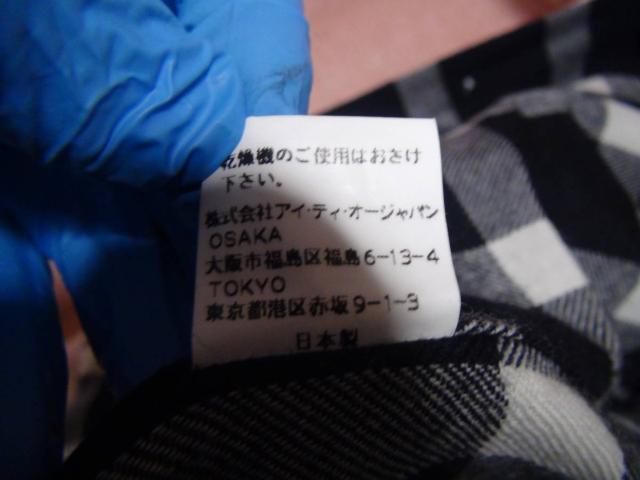 乾燥機のご使用はおさけ
下さい。
株式会社アイ・ティ・オージャパン
OSAKA
大阪市福島区福島6-13-4
TOKYO
東京都港区赤坂9-1-3
日本製